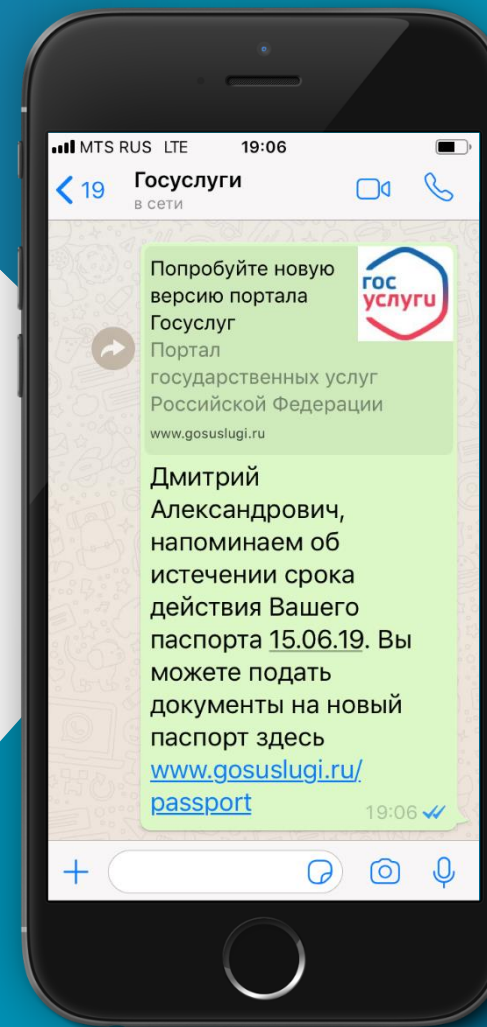 MTS RUS LTE 19:06
19 Госуслуги
в сети
Попробуйте новую
версию портала
Госуслуг
Портал
государственных услуг
Российской Федерации
www.gosuslugi.ru
гос
услуги
Дмитрий
Александрович,
напоминаем об
истечении срока
действия Вашего
паспорта 15.06.19. Вы
можете подать
документы на новый
паспорт здесь
www.gosuslugi.ru/
passport
19:06